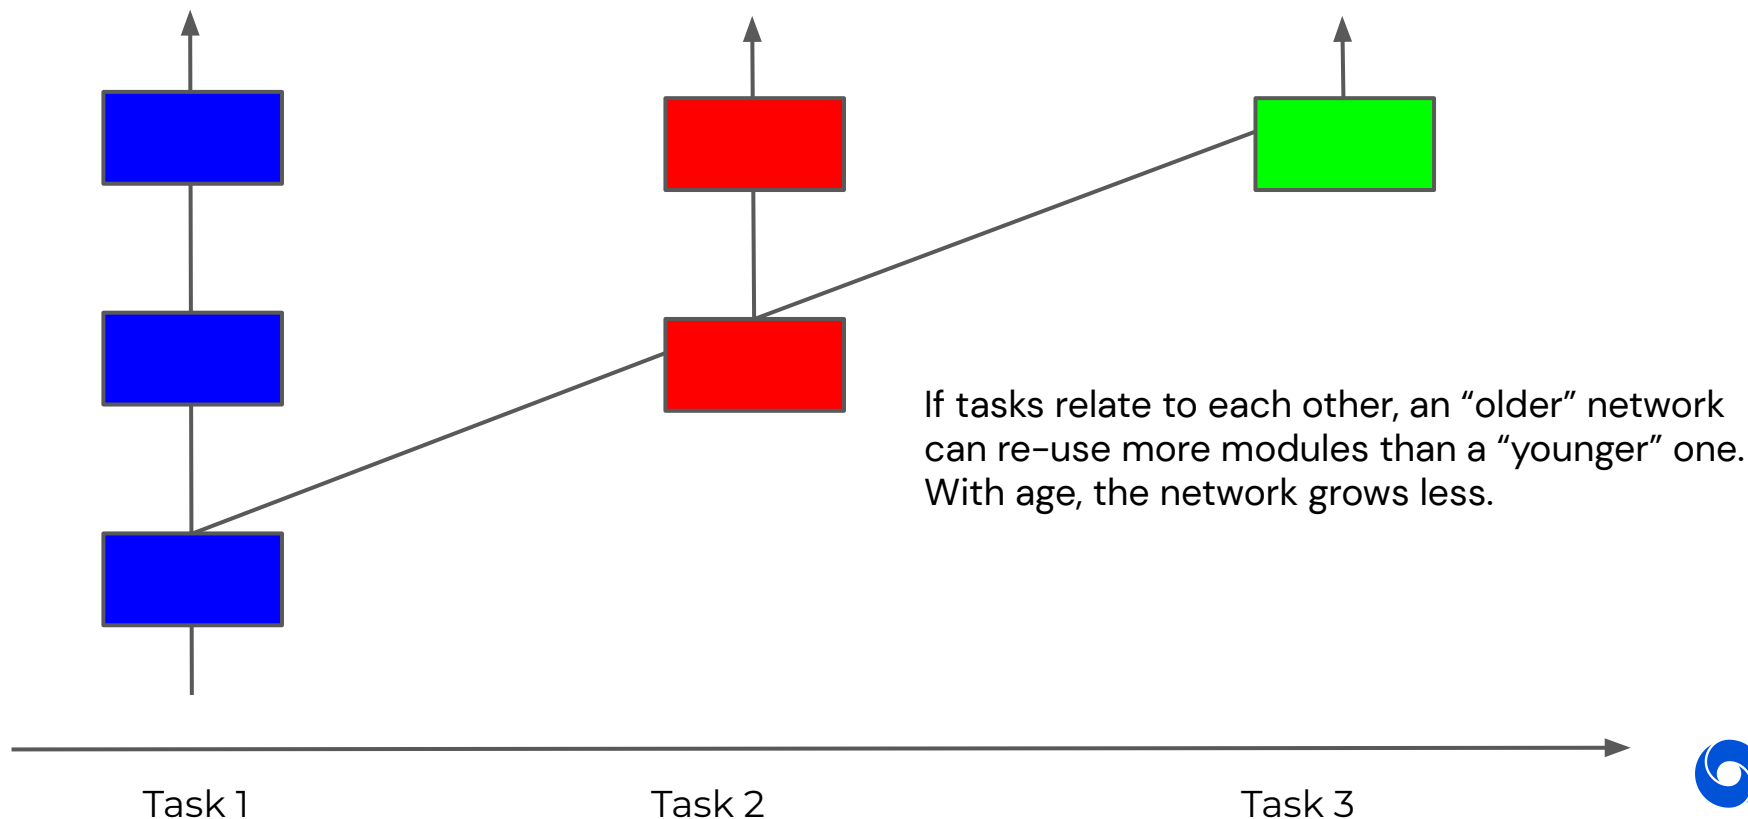 If tasks relate to each other, an “older” network
can re-use more modules than a “younger” one.
With age, the network grows less.
Task 1
Task 2
Task 3